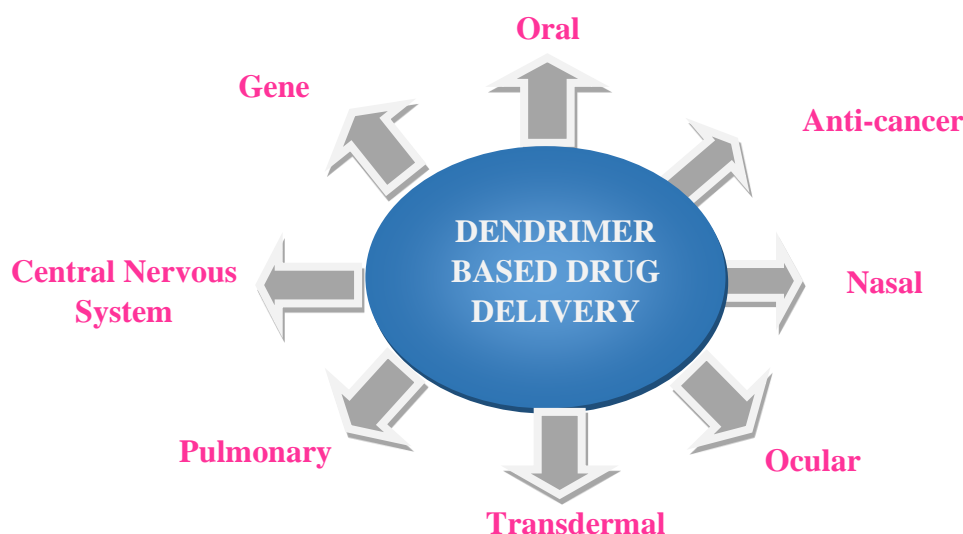 Oral
Gene
Anti-cancer
DENDRIMER
BASED DRUG
DELIVERY
Central Nervous
System
Nasal
Pulmonary
Ocular
Transdermal